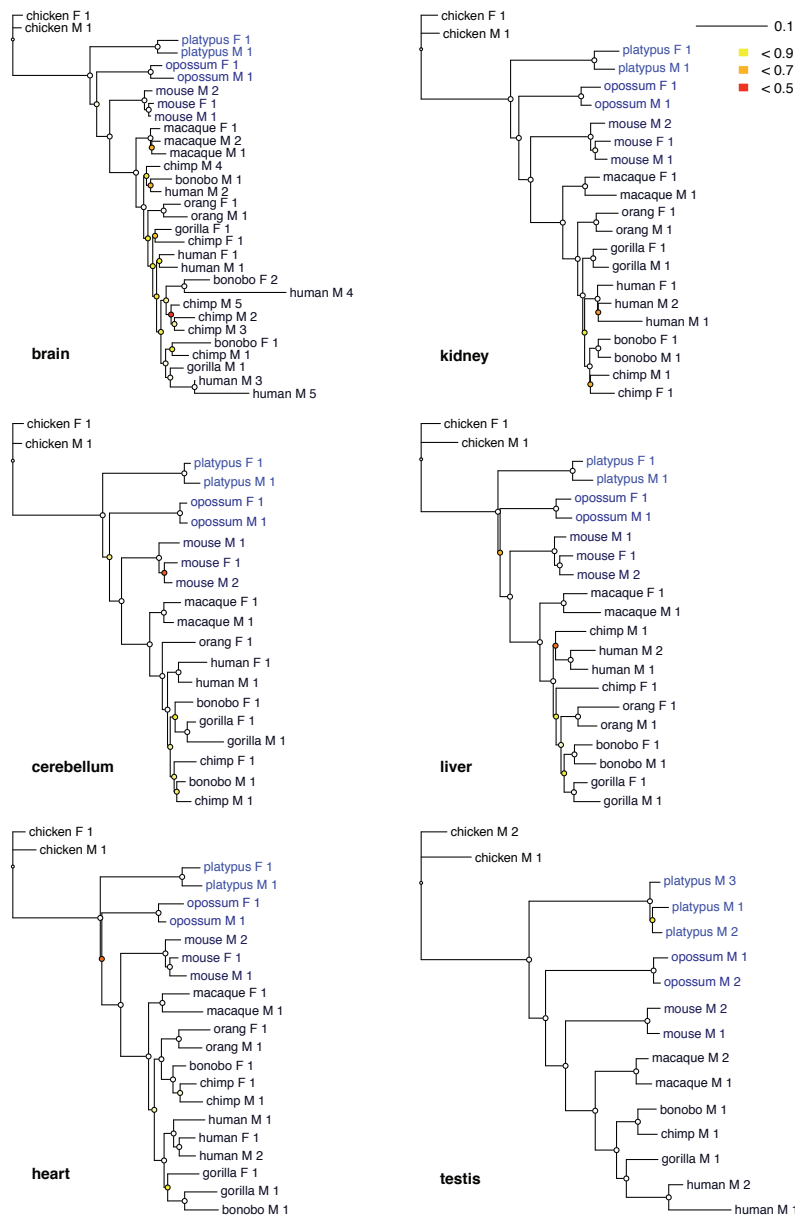 chicken F 1
chicken M 1
platypus F 1
platypus M 1
opossum F 1
opossum M 1
mouse M 2
mouse F 1
mouse M 1
macaque F 1
macaque M 2
macaque M 1
chimp M 4
bonobo M 1
human M 2
orang F 1
orang M 1
gorilla F 1
chimp F 1
human F 1
human M 1
bonobo F 2
human M 4
chimp M 5
chimp M 2
chimp M 3
bonobo F 1
chimp M 1
gorilla M 1
human M 3
human M 5
brain
chicken F 1
chicken M 1
platypus F 1
platypus M 1
opossum F 1
opossum M 1
mouse M 2
mouse F 1
mouse M 1
macaque F 1
macaque M 1
orang F 1
orang M 1
gorilla F 1
gorilla M 1
human F 1
human M 2
human M 1
bonobo F 1
bonobo M 1
chimp M 1
chimp F 1
kidney
0.1
< 0.9
< 0.7
< 0.5
chicken F 1
chicken M 1
platypus F 1
platypus M 1
opossum F 1
opossum M 1
mouse M 1
mouse F 1
mouse M 2
macaque F 1
macaque M 1
orang F 1
human F 1
human M 1
bonobo F 1
gorilla F 1
gorilla M 1
chimp F 1
bonobo M 1
chimp M 1
cerebellum
chicken F 1
chicken M 1
platypus F 1
platypus M 1
opossum F 1
opossum M 1
mouse M 1
mouse F 1
mouse M 2
macaque F 1
macaque M 1
chimp M 1
human M 2
human M 1
chimp F 1
orang F 1
orang M 1
bonobo F 1
bonobo M 1
gorilla F 1
gorilla M 1
liver
chicken F 1
chicken M 1
platypus F 1
platypus M 1
opossum F 1
opossum M 1
mouse M 2
mouse F 1
mouse M 1
macaque F 1
macaque M 1
orang F 1
orang M 1
bonobo F 1
chimp F 1
chimp M 1
human M 1
human F 1
human M 2
gorilla F 1
gorilla M 1
bonobo M 1
heart
chicken M 2
chicken M 1
platypus M 3
platypus M 1
platypus M 2
opossum M 1
opossum M 2
mouse M 2
mouse M 1
macaque M 2
macaque M 1
bonobo M 1
chimp M 1
gorilla M 1
human M 2
human M 1
testis